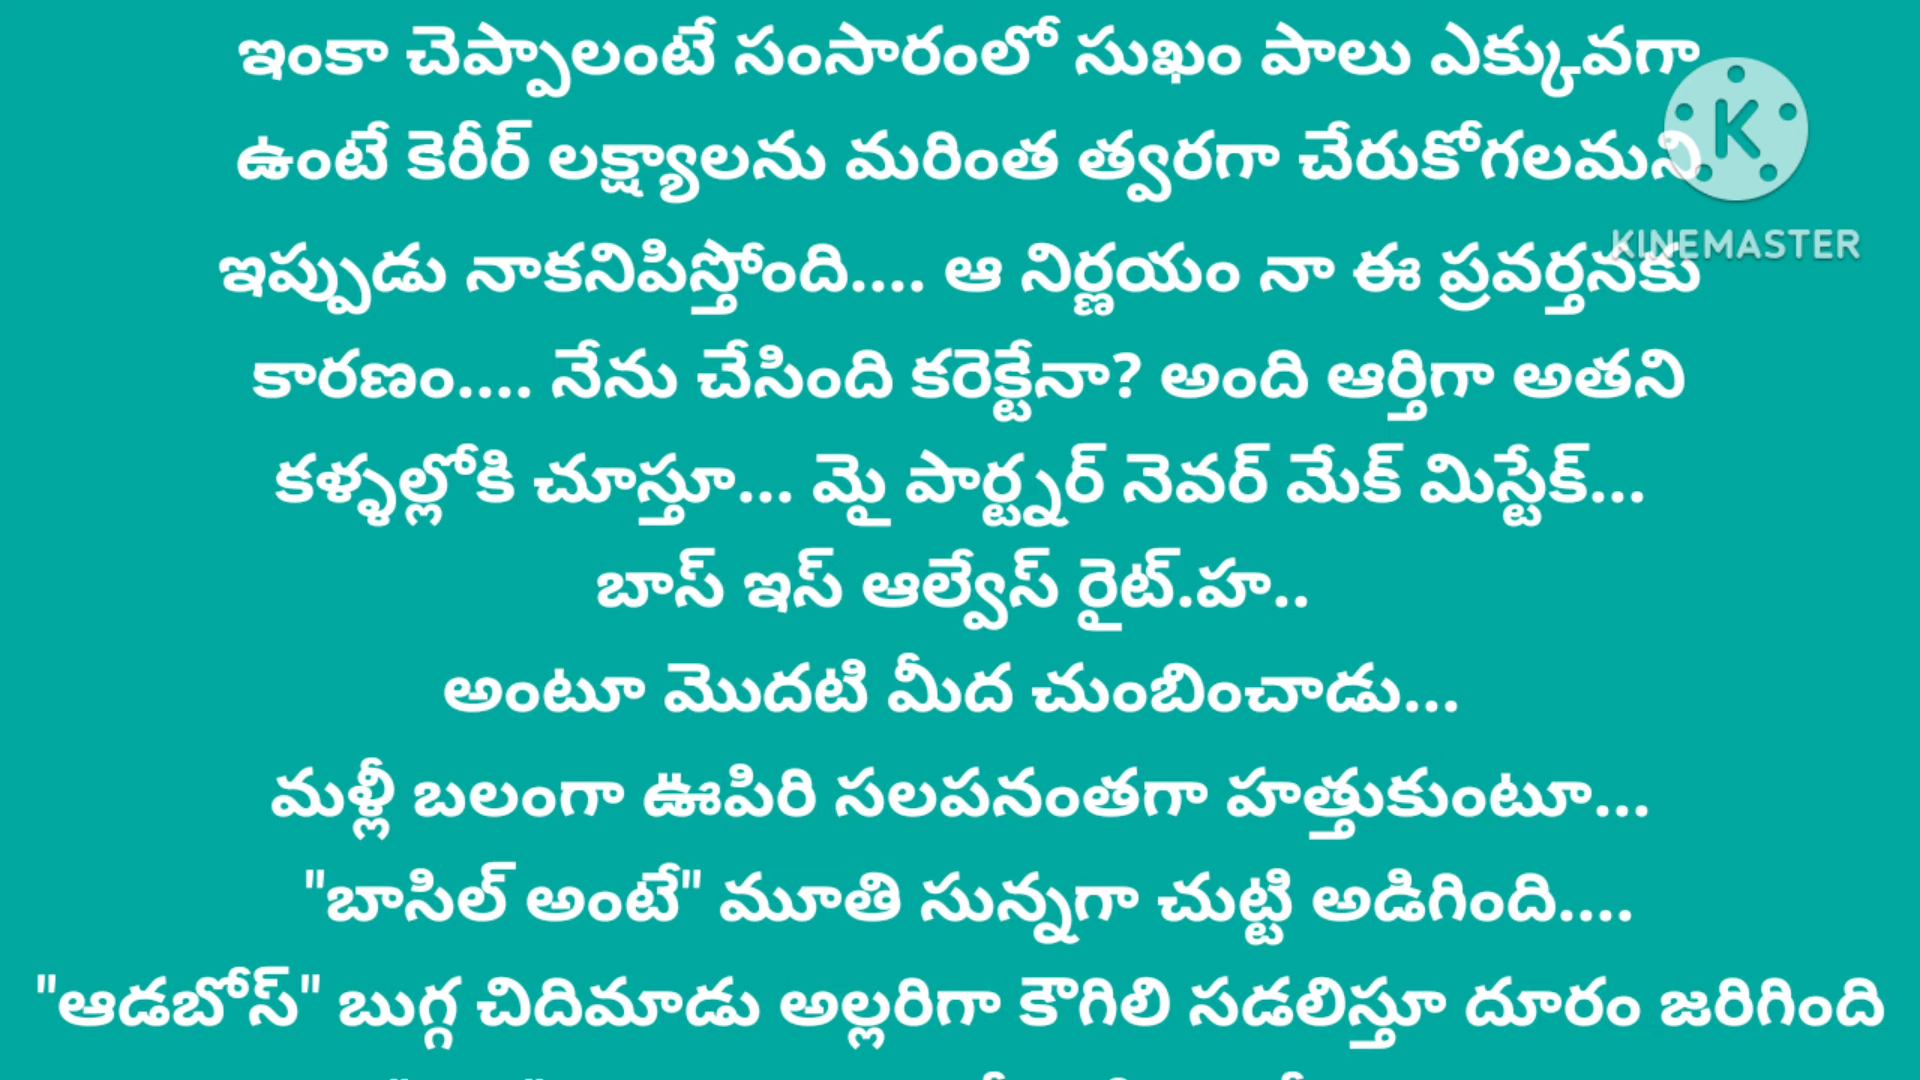 ఇంకా చెప్పాలంటే సంసారంలో సుఖం పాలు ఎక్కువగా
ఉంటే కెరీర్ లక్ష్యాలను మరింత త్వరగా చేరుకోగలమని
K
KINEMASTER
ఇప్పుడు నాకనిపిస్తోంది.... ఆ నిర్ణయం నా ఈ ప్రవర్తనకు
కారణం.... నేను చేసింది కరెక్టేనా? అంది ఆర్తిగా అతని
కళ్ళల్లోకి చూస్తూ... మై పార్ట్నర్ నెవర్ మేక్ మిస్టేక్...
బాస్ ఇస్ ఆల్వేస్ రైట్.హ..
అంటూ మొదటి మీద చుంబించాడు...
మళ్లీ బలంగా ఊపిరి సలపనంతగా హత్తుకుంటూ...
"బాసిల్ అంటే" మూతి సున్నగా చుట్టి అడిగింది....
"ఆడబోస్" బుగ్గ చిదిమాడు అల్లరిగా కౌగిలి సడలిస్తూ దూరం జరిగింది